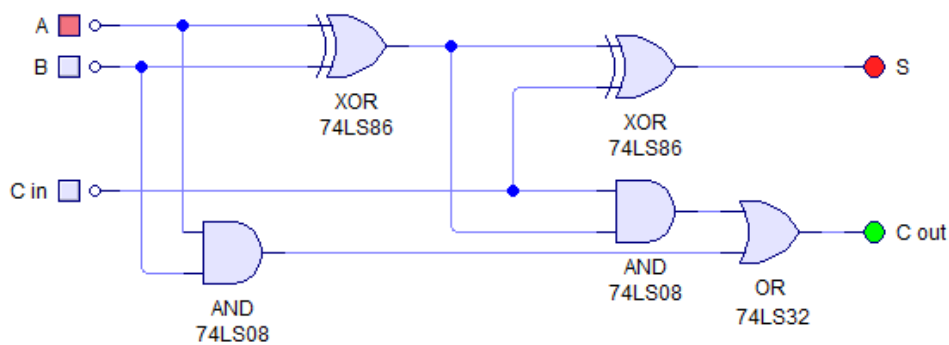 A
B
S
XOR
74LS86
XOR
74LS86
C in
C out
AND
74LS08
AND
74LS08
OR
74LS32